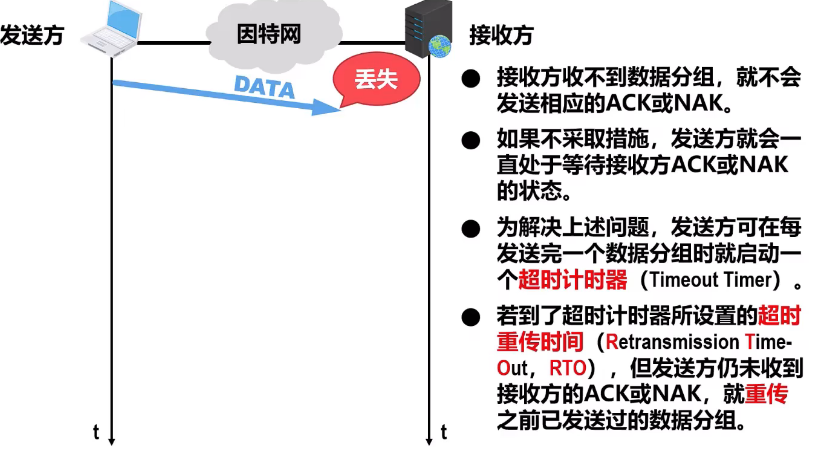 发送方
因特网
接收方
丢失
DATA
● 接收方收不到数据分组，就不会
发送相应的ACK或NAK。
● 如果不采取措施，发送方就会一
直处于等待接收方ACK或NAK
的状态。
● 为解决上述问题，发送方可在每
发送完一个数据分组时就启动一
个超时计时器（Timeout Timer）。
● 若到了超时计时器所设置的超时
重传时间（Retransmission Time-
Out，RTO），但发送方仍未收到
接收方的ACK或NAK，就重传
之前已发送过的数据分组。
t
t